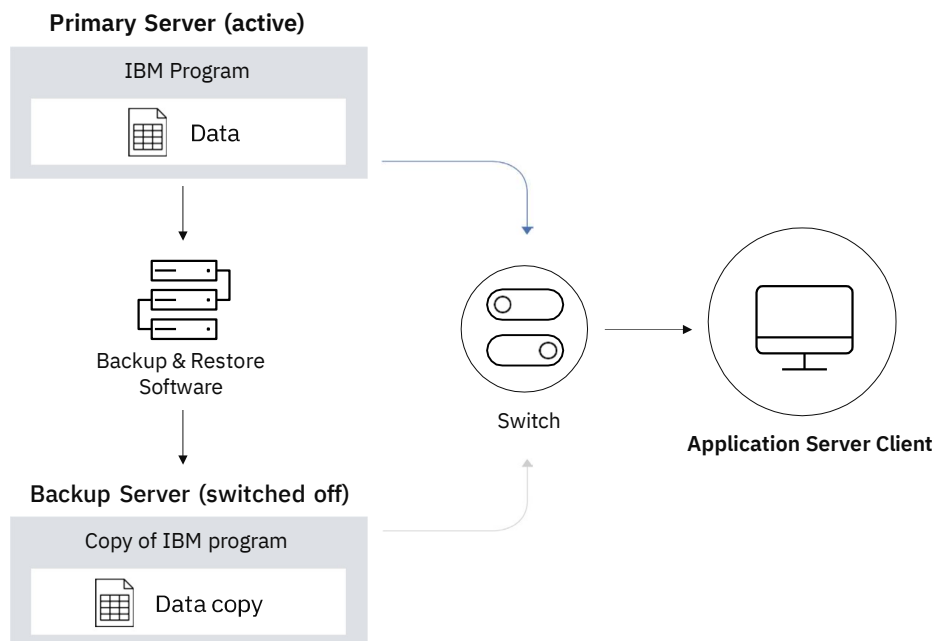 Primary Server (active)
IBM Program
Data
Backup & Restore
Software
Switch
Application Server Client
Backup Server (switched off)
Copy of IBM program
Data copy